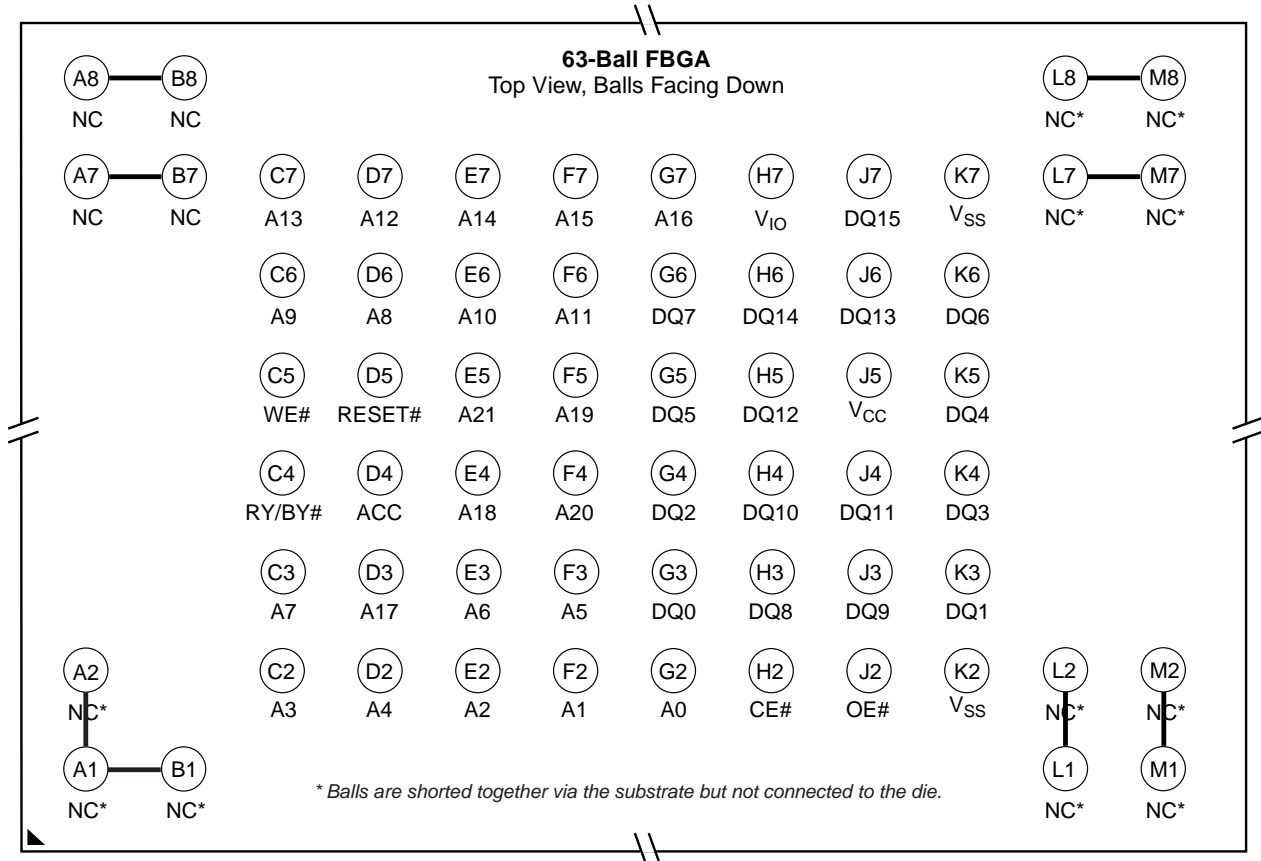 63-Ball FBGA
Top View, Balls Facing Down
A8 B8 L8 M8
NC NC NC* NC*
A7 B7 C7 D7 E7 F7 G7 H7 J7 K7 L7 M7
NC NC A13 A12 A14 A15 A16 VIO DQ15 VSS NC* NC*
C6 D6 E6 F6 G6 H6 J6 K6
A9 A8 A10 A11 DQ7 DQ14 DQ13 DQ6
C5 D5 E5 F5 G5 H5 J5 K5
WE# RESET# A21 A19 DQ5 DQ12 VCC DQ4
C4 D4 E4 F4 G4 H4 J4 K4
RY/BY# ACC A18 A20 DQ2 DQ10 DQ11 DQ3
C3 D3 E3 F3 G3 H3 J3 K3
A7 A17 A6 A5 DQ0 DQ8 DQ9 DQ1
A2 C2 D2 E2 F2 G2 H2 J2 K2 L2 M2
NC* A3 A4 A2 A1 A0 CE# OE# VSS NC* NC*
A1 B1 L1 M1
NC* NC* NC* NC*
* Balls are shorted together via the substrate but not connected to the die.